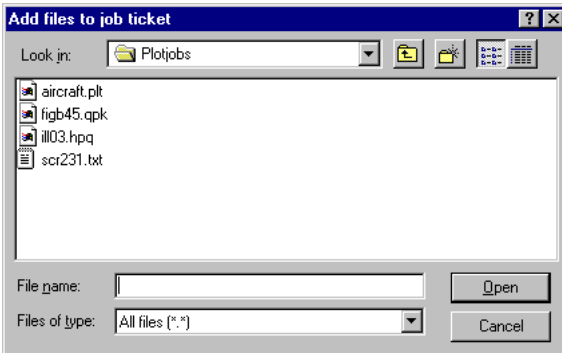 Add files to job ticket
Look in: Plotjobs
aircraft.plt
figb45.qpk
ill03.hpq
scr231.txt
File name: Open
Files of type: All files (*.*) Cancel